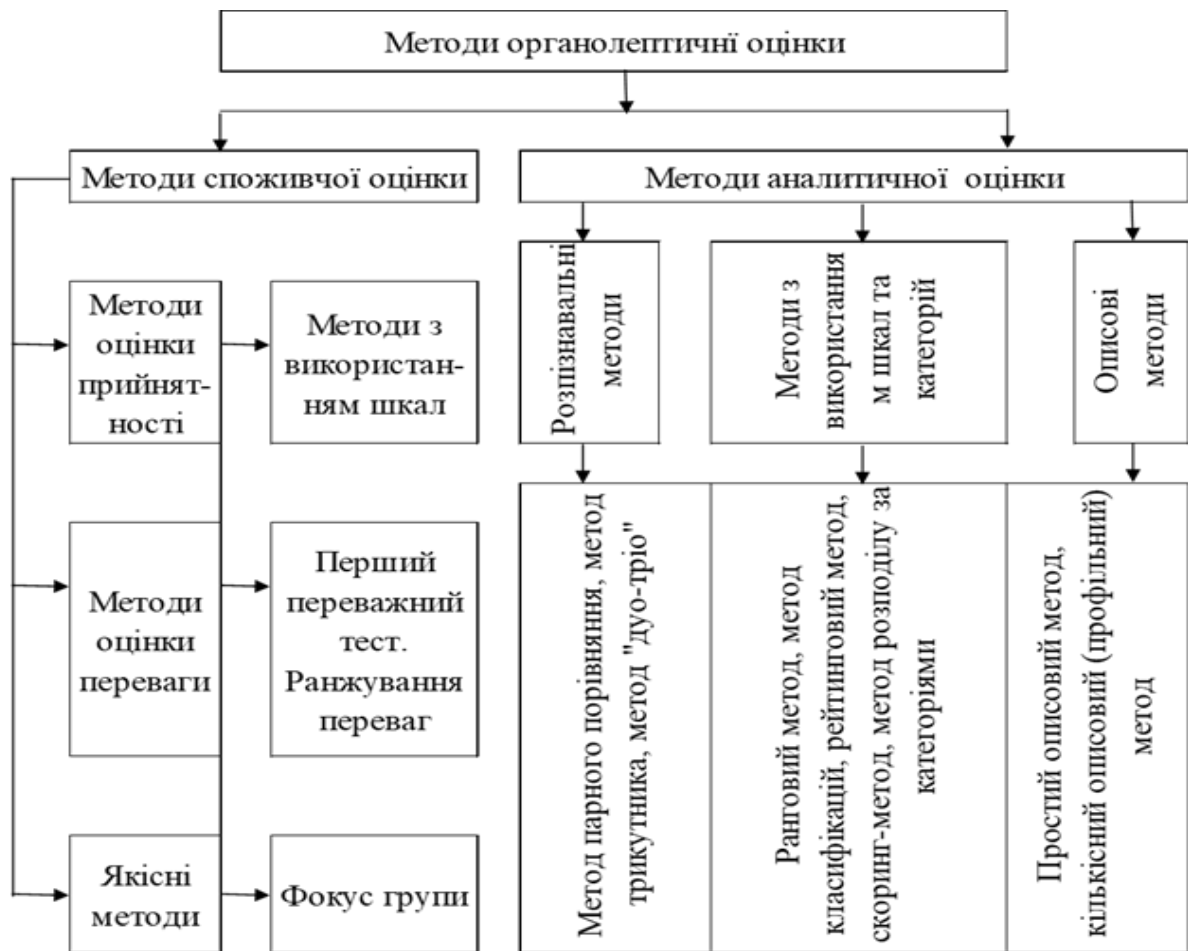 Методи органолептичнї оцінки
Методи споживчої оцінки
Методи аналитичної оцінки
Методи
оцінки
прийнят-
ності
Методи з
використан-
ням шкал
Методи
оцінки
переваги
Перший
переважний
тест.
Ранжування
переваг
Якісні
методи
Фокус групи
Розпізнавальні
методи
Методи з
використання
м шкал та
категорій
Описові
методи
Метод парного порівняння, метод
трикутника, метод "дуо-тріо"
Ранговий метод, метод
класифікацій, рейтинговий метод,
скоринг-метод, метод розподілу за
категоріями
Простий описовий метод,
кількісний описовий (профільний)
метод